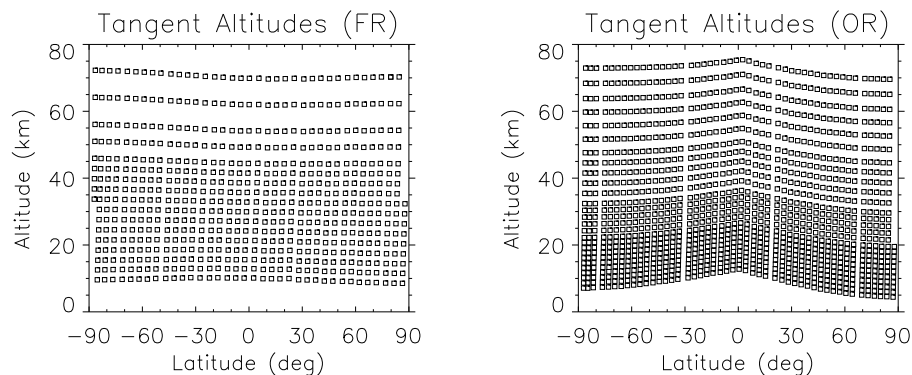 Tangent Altitudes (FR)
80
60
40
20
0
Altitude (km)
−90 −60 −30 0 30 60 90
Latitude (deg)
Tangent Altitudes (OR)
80
60
40
20
0
Altitude (km)
−90 −60 −30 0 30 60 90
Latitude (deg)